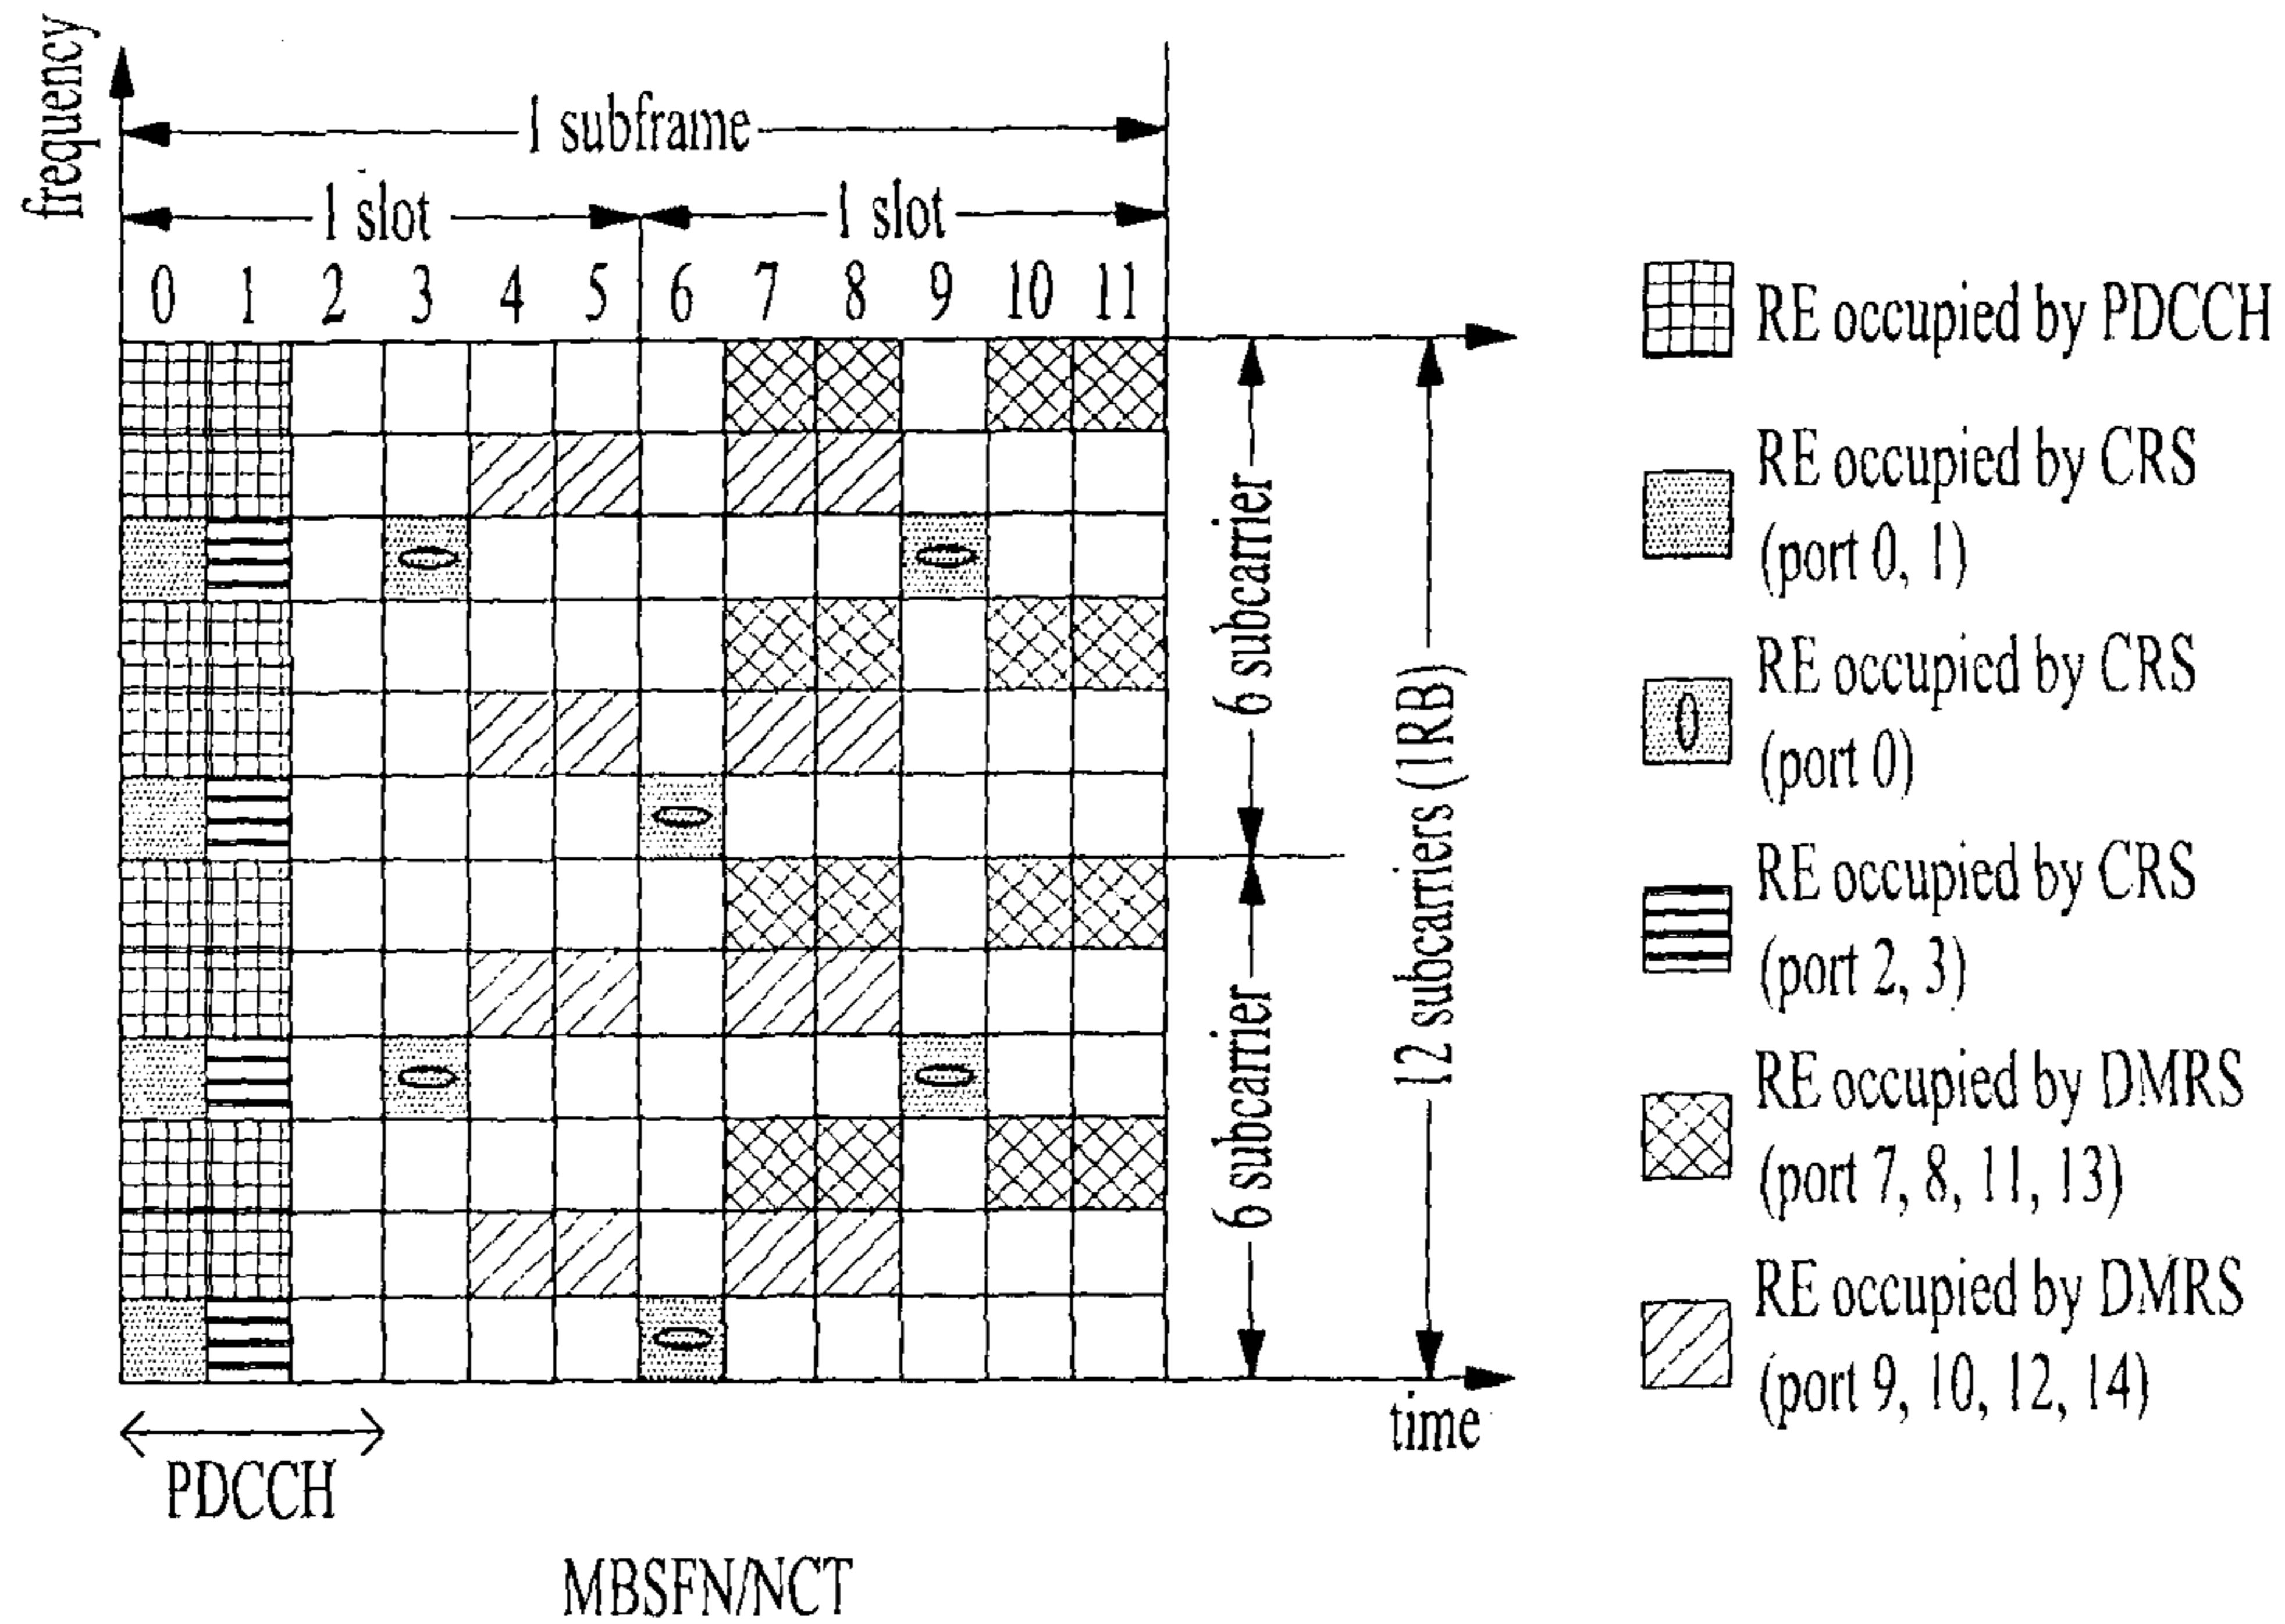 frequency
1 subframe
1 slot
1 slot
0 1 2 3 4 5 6 7 8 9 10 11
6 subcarrier
6 subcarrier
12 subcarriers (1RB)
time
PDCCH
MBSFN/NCT
RE occupied by PDCCH
RE occupied by CRS
(port 0, 1)
RE occupied by CRS
(port 0)
RE occupied by CRS
(port 2, 3)
RE occupied by DMRS
(port 7, 8, 11, 13)
RE occupied by DMRS
(port 9, 10, 12, 14)